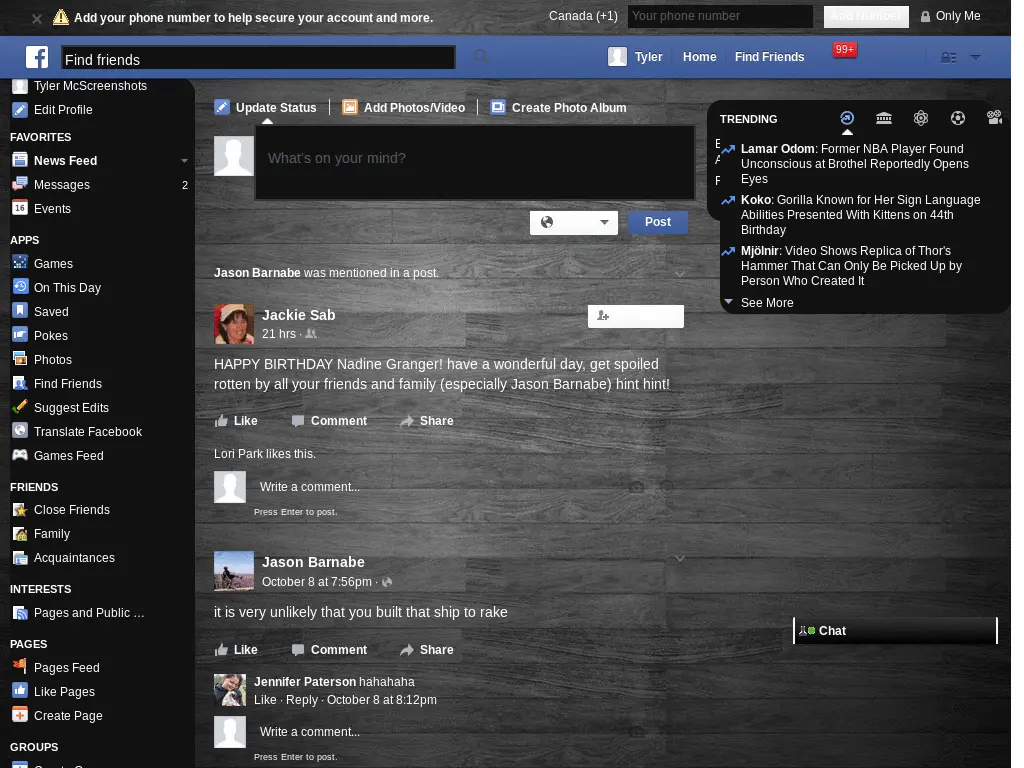 Add your phone number to help secure your account and more.
Canada (+1)
Your phone number
Add Number
Only Me
Find friends
Tyler
Home
Find Friends
99+
Tyler McScreenshots
Edit Profile
FAVORITES
News Feed
Messages
2
Events
APPS
Games
On This Day
Saved
Pokes
Photos
Find Friends
Suggest Edits
Translate Facebook
Games Feed
FRIENDS
Close Friends
Family
Acquaintances
INTERESTS
Pages and Public ...
PAGES
Pages Feed
Like Pages
Create Page
GROUPS
Update Status
Add Photos/Video
Create Photo Album
What's on your mind?
Post
Jason Barnabe was mentioned in a post.
Jackie Sab
21 hrs ·
HAPPY BIRTHDAY Nadine Granger! have a wonderful day, get spoiled
rotten by all your friends and family (especially Jason Barnabe) hint hint!
Like
Comment
Share
Lori Park likes this.
Write a comment...
Press Enter to post.
Jason Barnabe
October 8 at 7:56pm ·
it is very unlikely that you built that ship to rake
Like
Comment
Share
Jennifer Paterson hahahaha
Like · Reply · October 8 at 8:12pm
Write a comment...
Press Enter to post.
TRENDING
Lamar Odom: Former NBA Player Found
Unconscious at Brothel Reportedly Opens
Eyes
Koko: Gorilla Known for Her Sign Language
Abilities Presented With Kittens on 44th
Birthday
Mjölnir: Video Shows Replica of Thor's
Hammer That Can Only Be Picked Up by
Person Who Created It
See More
Chat